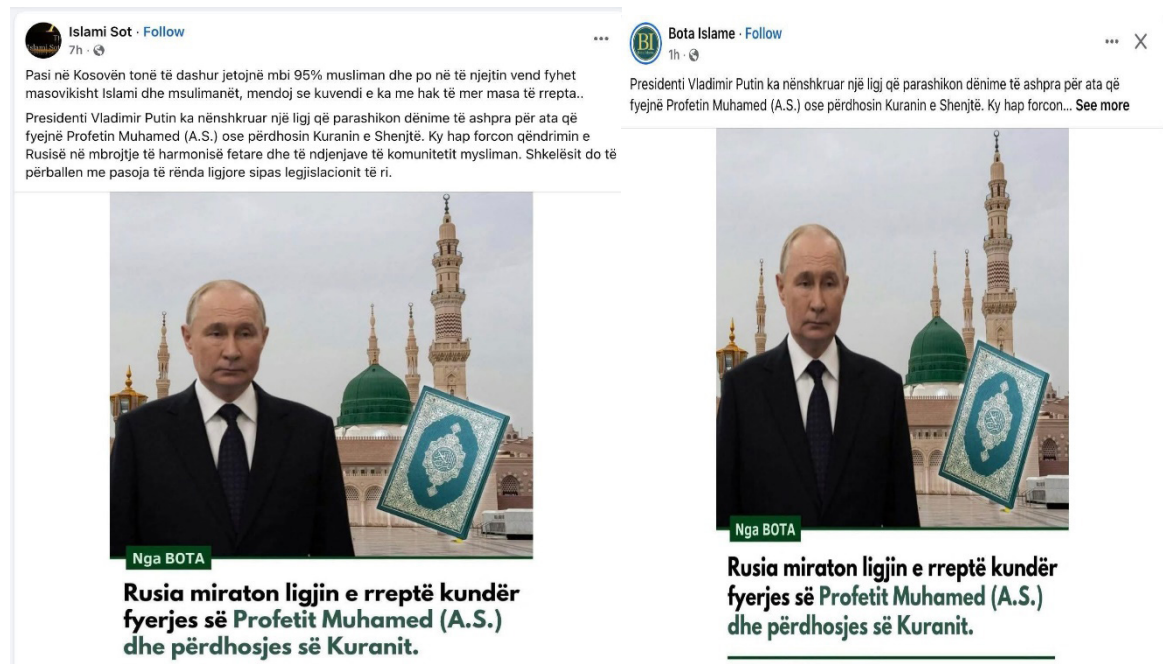 Islami Sot · Follow
7h ·
Pasi në Kosovën tonë të dashur jetojnë mbi 95% musliman dhe po në të njejtin vend fyhet
masovikisht Islami dhe msulimanët, mendoj se kuvendi e ka me hak të mer masa të rrepta..
Presidenti Vladimir Putin ka nënshkruar një ligj që parashikon dënime të ashpra për ata që
fyejnë Profetin Muhamed (A.S.) ose përdhosin Kuranin e Shenjtë. Ky hap forcon qëndrimin e
Rusisë në mbrojtje të harmonisë fetare dhe të ndjenjave të komunitetit mysliman. Shkelësit do të
përballen me pasoja të rënda ligjore sipas legjislacionit të ri.
Nga BOTA
Rusia miraton ligjin e rreptë kundër
fyerjes së Profetit Muhamed (A.S.)
dhe përdhosjes së Kuranit.
BI
Bota Islame · Follow
1h ·
Presidenti Vladimir Putin ka nënshkruar një ligj që parashikon dënime të ashpra për ata që
fyejnë Profetin Muhamed (A.S.) ose përdhosin Kuranin e Shenjtë. Ky hap forcon... See more
Nga BOTA
Rusia miraton ligjin e rreptë kundër
fyerjes së Profetit Muhamed (A.S.)
dhe përdhosjes së Kuranit.